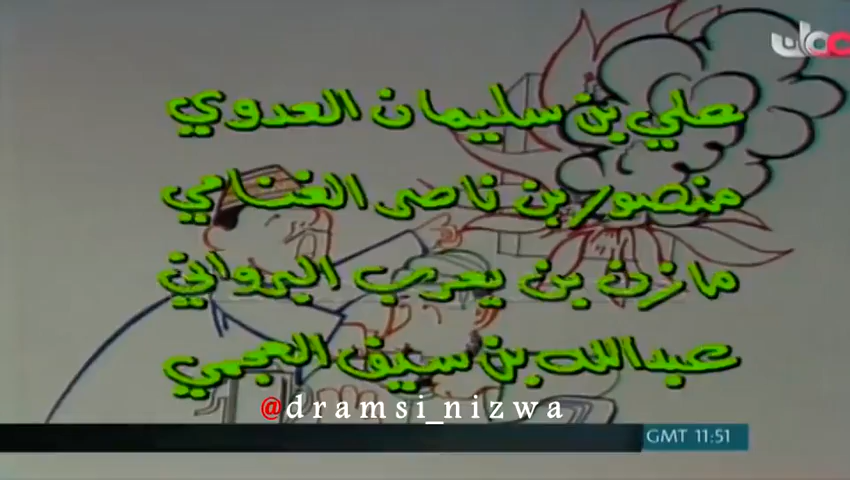 عمان
علي بن سليمان العدوي
منصور بن ناصر الغنامي
مازن بن يعرب البرواني
عبدالله بن سيف العجمي
@dramsi_nizwa
GMT 11:51